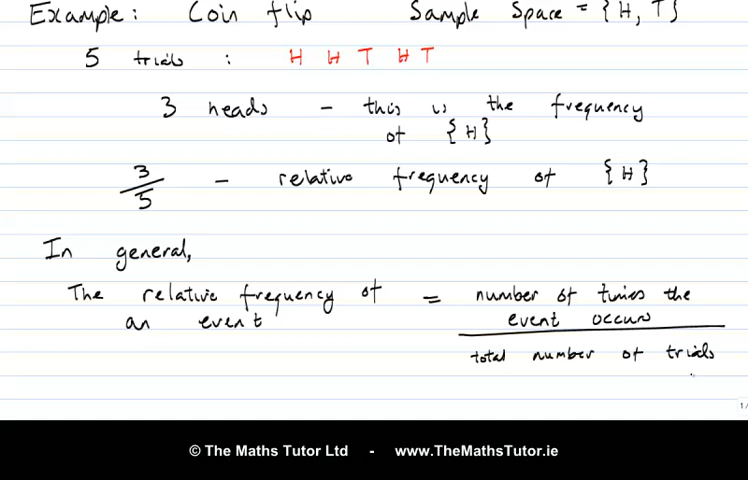 Example: Coin flip Sample Space = {H, T}
5 trials : H H T H T
3 heads - this is the frequency
of {H}
3/5 - relative frequency of {H}
In general,
The relative frequency of = number of times the
an event event occurs
total number of trials
1/
© The Maths Tutor Ltd - www.TheMathsTutor.ie